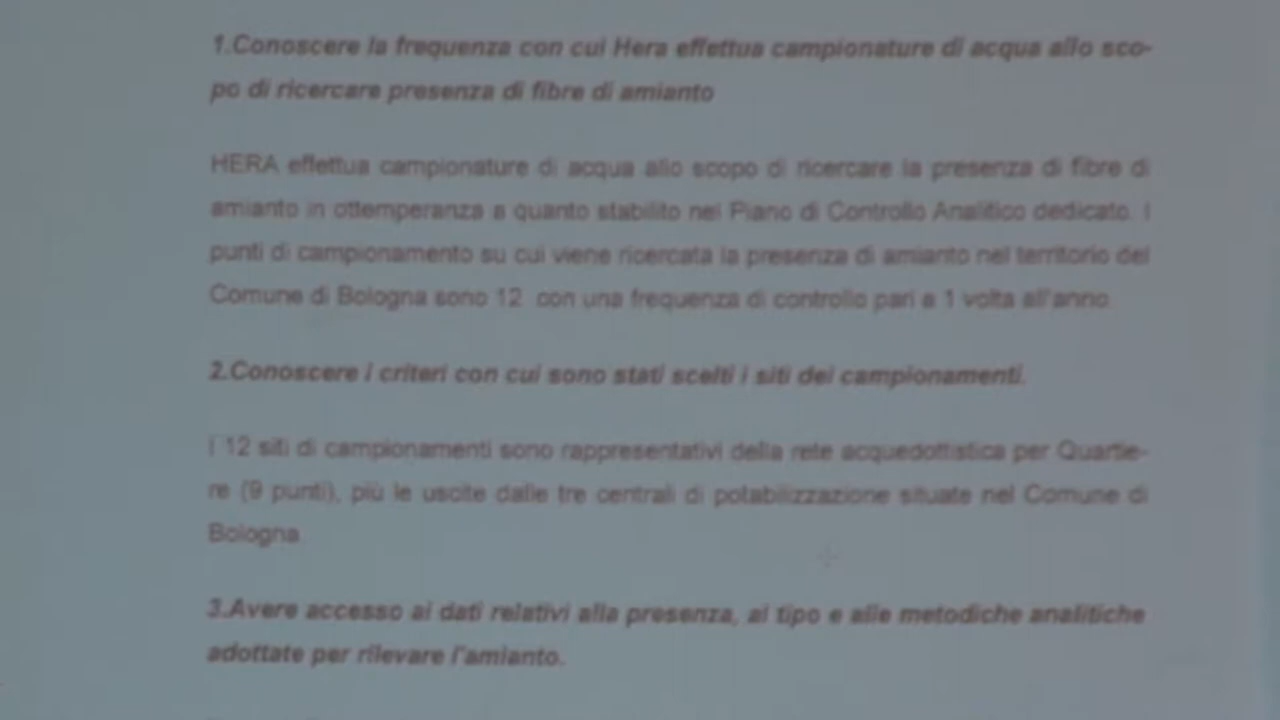 1.Conoscere la frequenza con cui Hera effettua campionature di acqua allo sco-
po di ricercare presenza di fibre di amianto
HERA effettua campionature di acqua allo scopo di ricercare la presenza di fibre di
amianto in ottemperanza a quanto stabilito nel Piano di Controllo Analitico dedicato. I
punti di campionamento su cui viene ricercata la presenza di amianto nel territorio del
Comune di Bologna sono 12 con una frequenza di controllo pari a 1 volta all'anno
2.Conoscere i criteri con cui sono stati scelti i siti dei campionamenti.
I 12 siti di campionamenti sono rappresentativi della rete acquedottistica per Quartie-
re (9 punti), più le uscite dalle tre centrali di potabilizzazione situate nel Comune di
Bologna
3.Avere accesso ai dati relativi alla presenza, al tipo e alle metodiche analitiche
adottate per rilevare l'amianto.